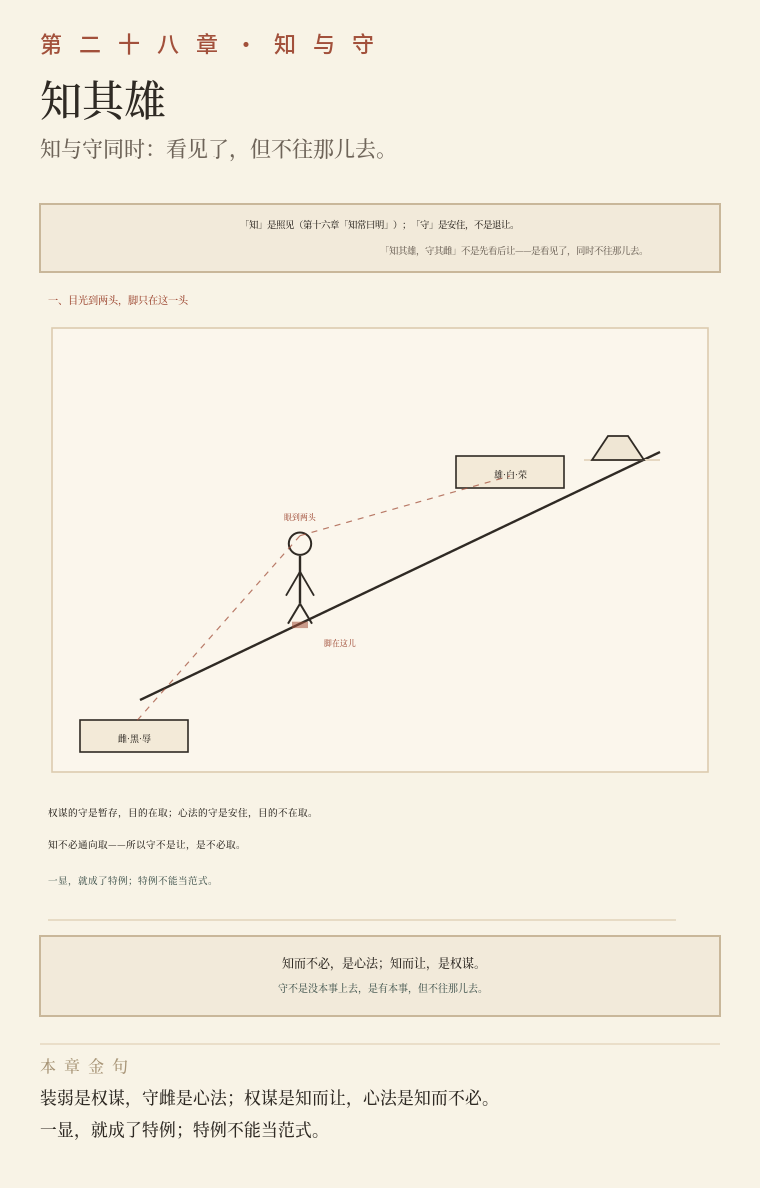 第二十八章·知与守
知其雄
知与守同时：看见了，但不往那儿去。
「知」是照见（第十六章「知常曰明」）；「守」是安住，不是退让。
「知其雄，守其雌」不是先看后让——是看见了，同时不往那儿去。
一、目光到两头，脚只在这一头
雄·白·荣
眼到两头
脚在这儿
雌·黑·辱
权谋的守是暂存，目的在取；心法的守是安住，目的不在取。
知不必通向取——所以守不是让，是不必取。
一显，就成了特例；特例不能当范式。
知而不必，是心法；知而让，是权谋。
守不是没本事上去，是有本事，但不往那儿去。
本章金句
装弱是权谋，守雌是心法；权谋是知而让，心法是知而不必。
一显，就成了特例；特例不能当范式。